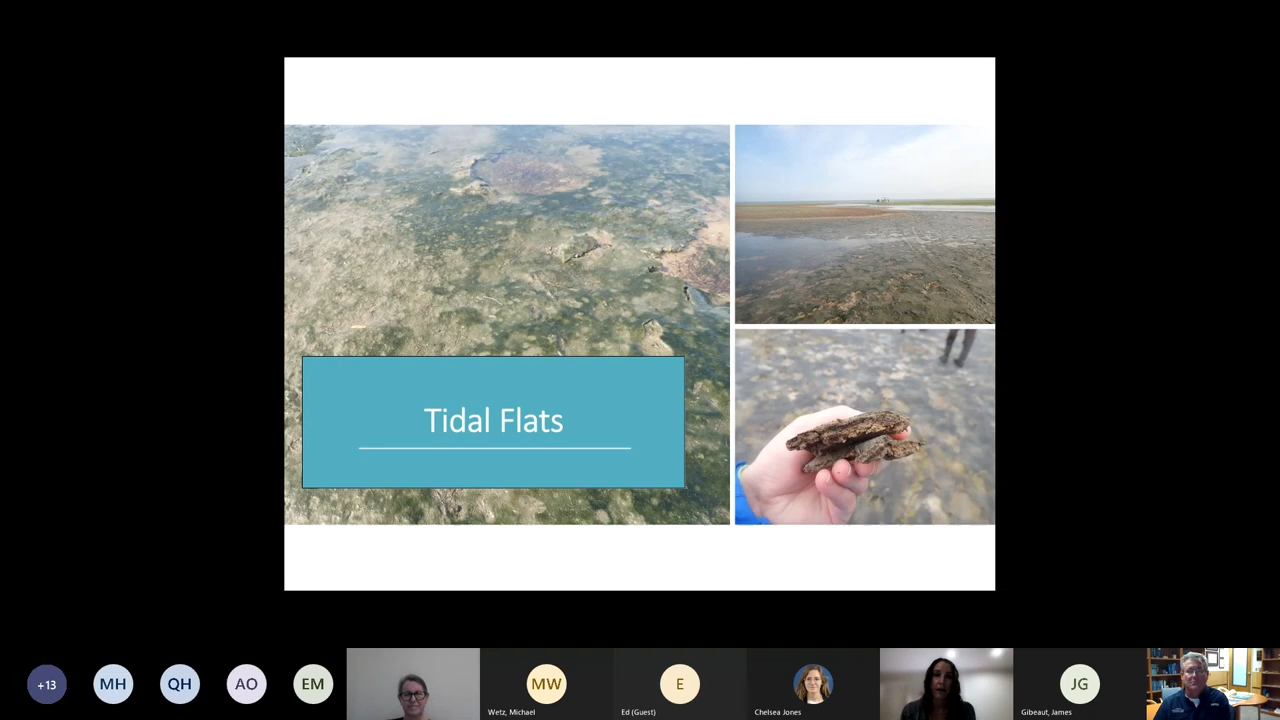 Tidal Flats
+13
MH
QH
AO
EM
MW
Wetz, Michael
E
Ed (Guest)
Chelsea Jones
JG
Gibeaut, James